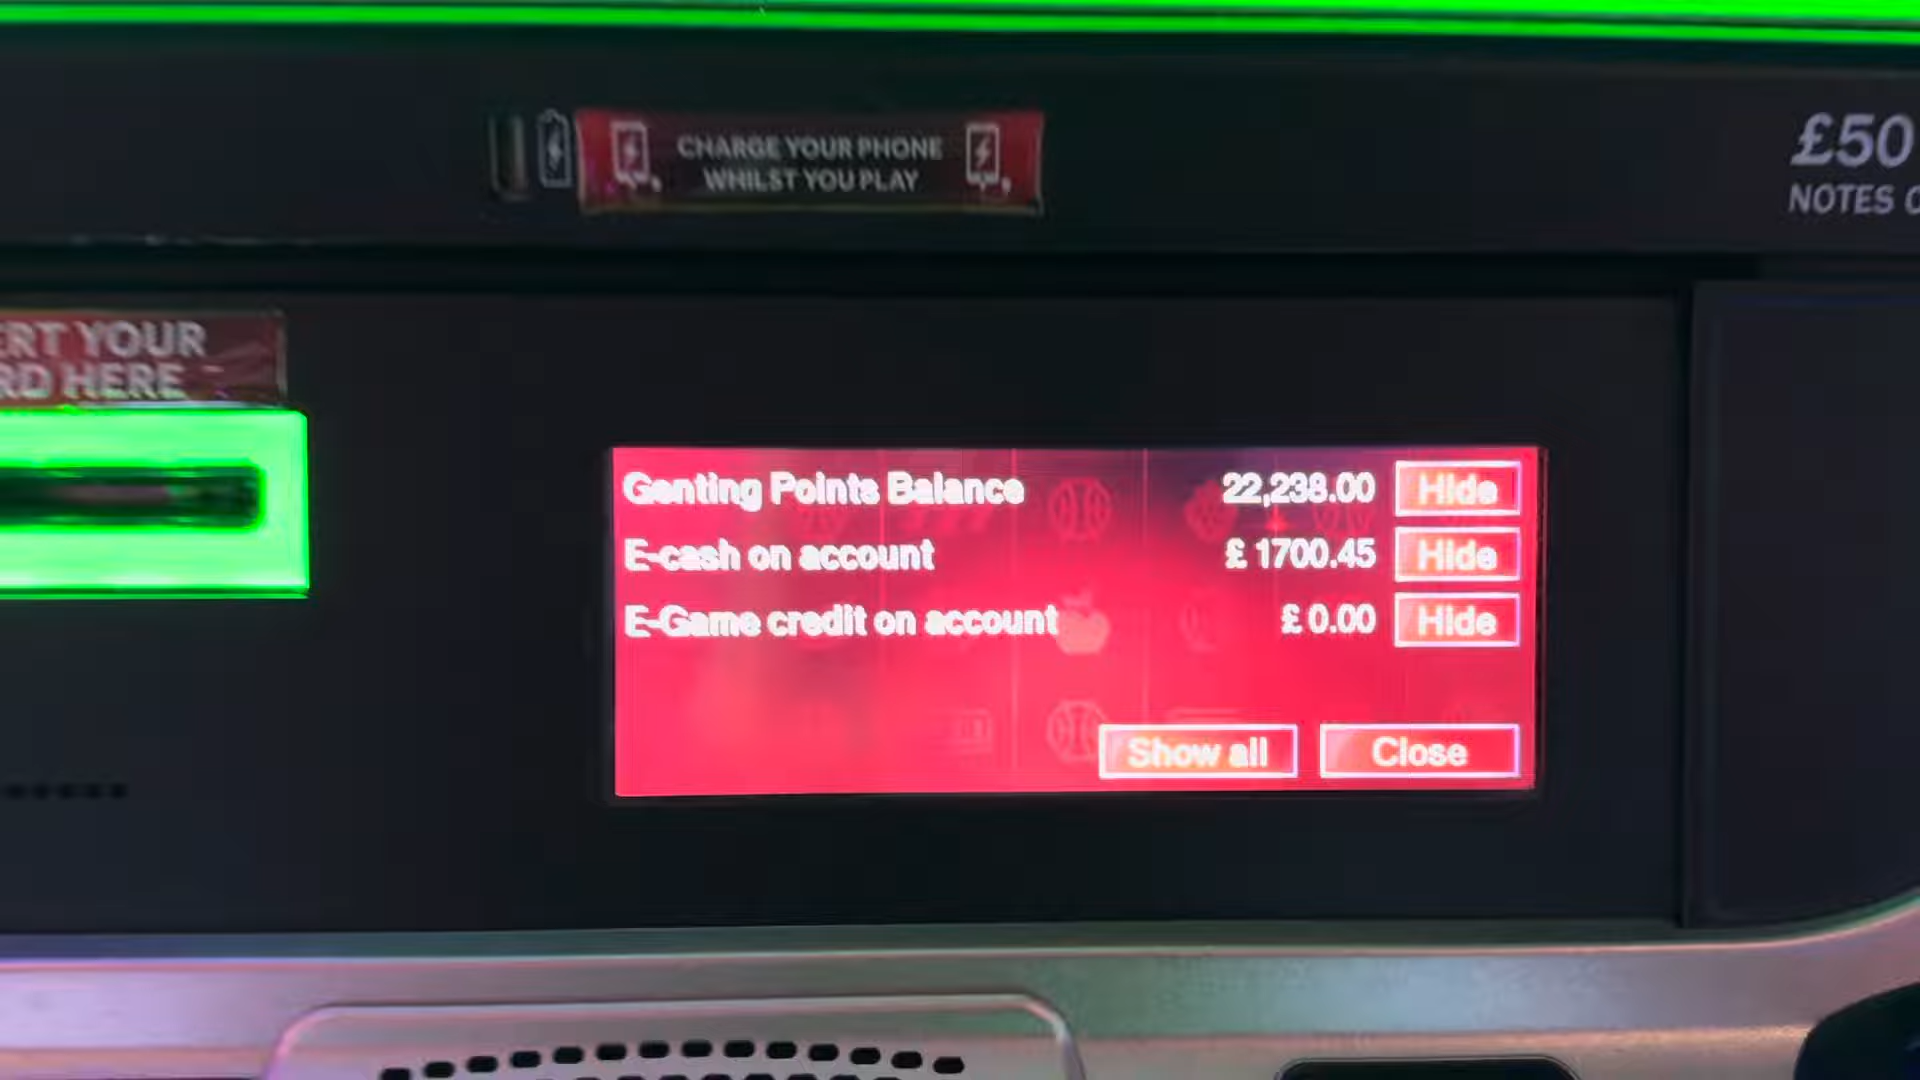 CHARGE YOUR PHONE
WHILST YOU PLAY
£50
NOTES
ERT YOUR
RD HERE
Genting Points Balance 22,238.00 Hide
E-cash on account £ 1700.45 Hide
E-Game credit on account £ 0.00 Hide
Show all Close